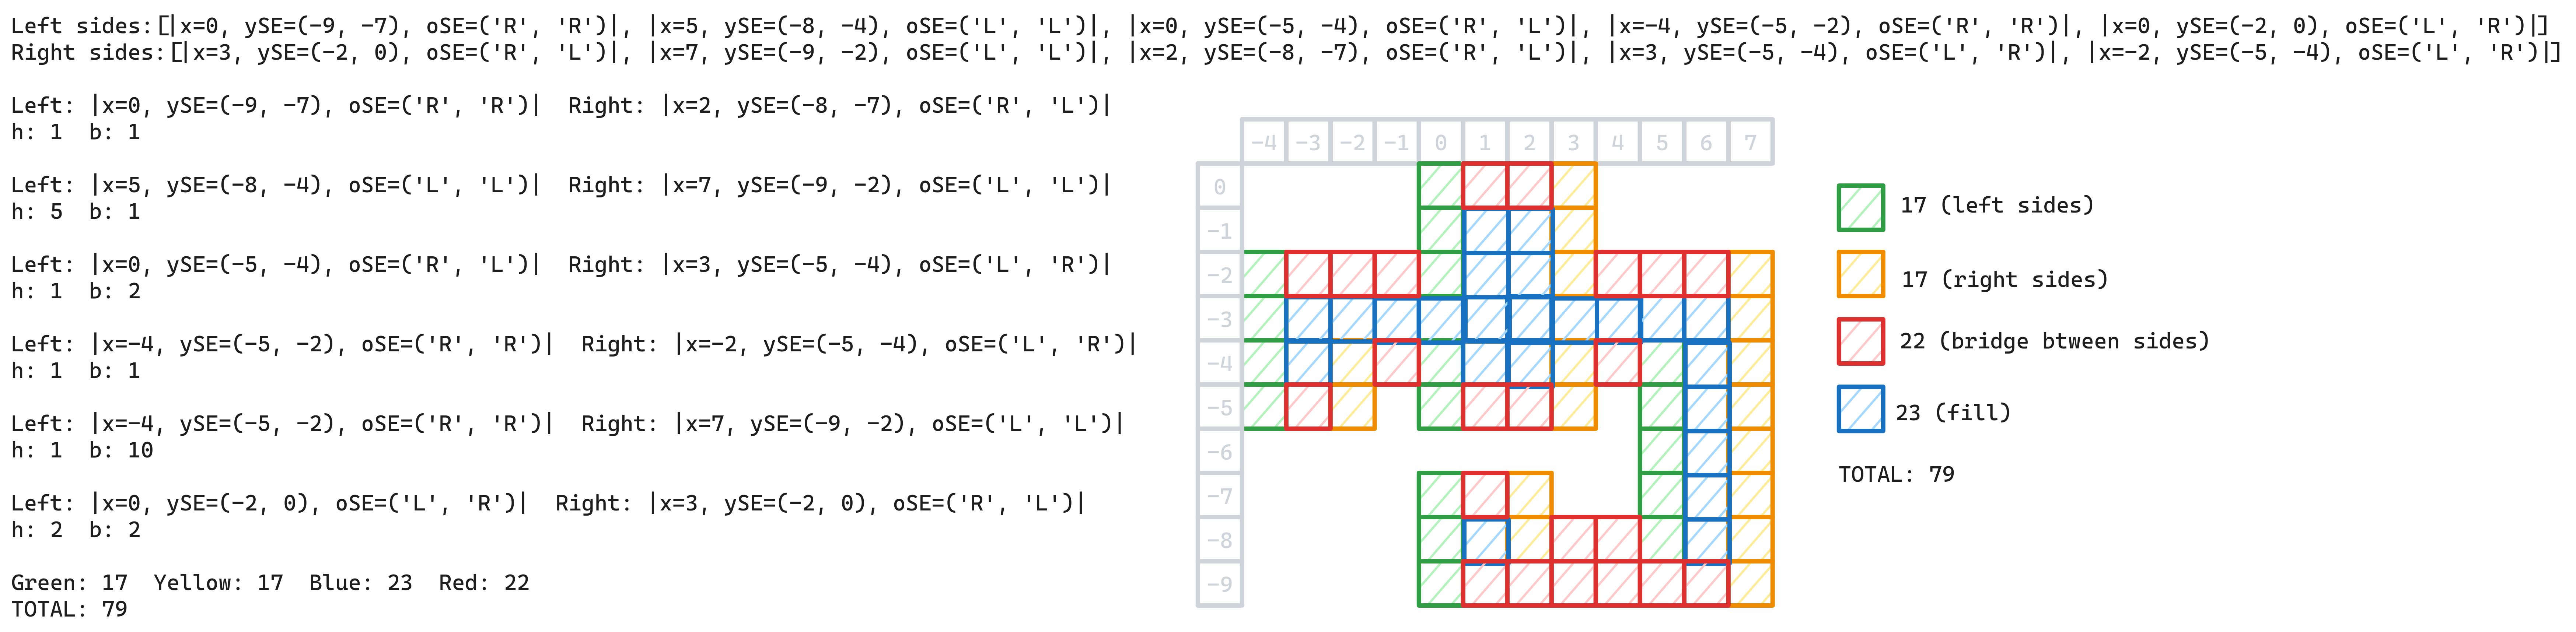 Left sides:[|x=0, ySE=(-9, -7), oSE=('R', 'R')|, |x=5, ySE=(-8, -4), oSE=('L', 'L')|, |x=0, ySE=(-5, -4), oSE=('R', 'L')|, |x=-4, ySE=(-5, -2), oSE=('R', 'R')|, |x=0, ySE=(-2, 0), oSE=('L', 'R')|]
Right sides:[|x=3, ySE=(-2, 0), oSE=('R', 'L')|, |x=7, ySE=(-9, -2), oSE=('L', 'L')|, |x=2, ySE=(-8, -7), oSE=('R', 'L')|, |x=3, ySE=(-5, -4), oSE=('L', 'R')|, |x=-2, ySE=(-5, -4), oSE=('L', 'R')|]
Left: |x=0, ySE=(-9, -7), oSE=('R', 'R')|  Right: |x=2, ySE=(-8, -7), oSE=('R', 'L')|
h: 1  b: 1
Left: |x=5, ySE=(-8, -4), oSE=('L', 'L')|  Right: |x=7, ySE=(-9, -2), oSE=('L', 'L')|
h: 5  b: 1
Left: |x=0, ySE=(-5, -4), oSE=('R', 'L')|  Right: |x=3, ySE=(-5, -4), oSE=('L', 'R')|
h: 1  b: 2
Left: |x=-4, ySE=(-5, -2), oSE=('R', 'R')|  Right: |x=-2, ySE=(-5, -4), oSE=('L', 'R')|
h: 1  b: 1
Left: |x=-4, ySE=(-5, -2), oSE=('R', 'R')|  Right: |x=7, ySE=(-9, -2), oSE=('L', 'L')|
h: 1  b: 10
Left: |x=0, ySE=(-2, 0), oSE=('L', 'R')|  Right: |x=3, ySE=(-2, 0), oSE=('R', 'L')|
h: 2  b: 2
Green: 17  Yellow: 17  Blue: 23  Red: 22
TOTAL: 79
-4 -3 -2 -1 0 1 2 3 4 5 6 7
0
-1
-2
-3
-4
-5
-6
-7
-8
-9
17 (left sides)
17 (right sides)
22 (bridge btween sides)
23 (fill)
TOTAL: 79